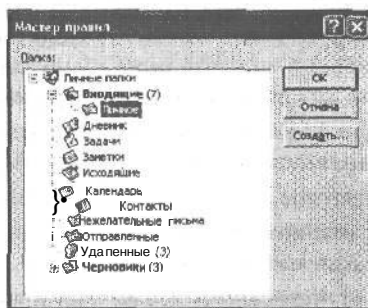 Мастер правил
Папка:
Личные папки
Входящие (7)
Личное
Дневник
Задачи
Заметки
Исходящие
Календарь
Контакты
Нежелательные письма
Отправленные
Удаленные (3)
Черновики (3)
ОК
Отмена
Создать...